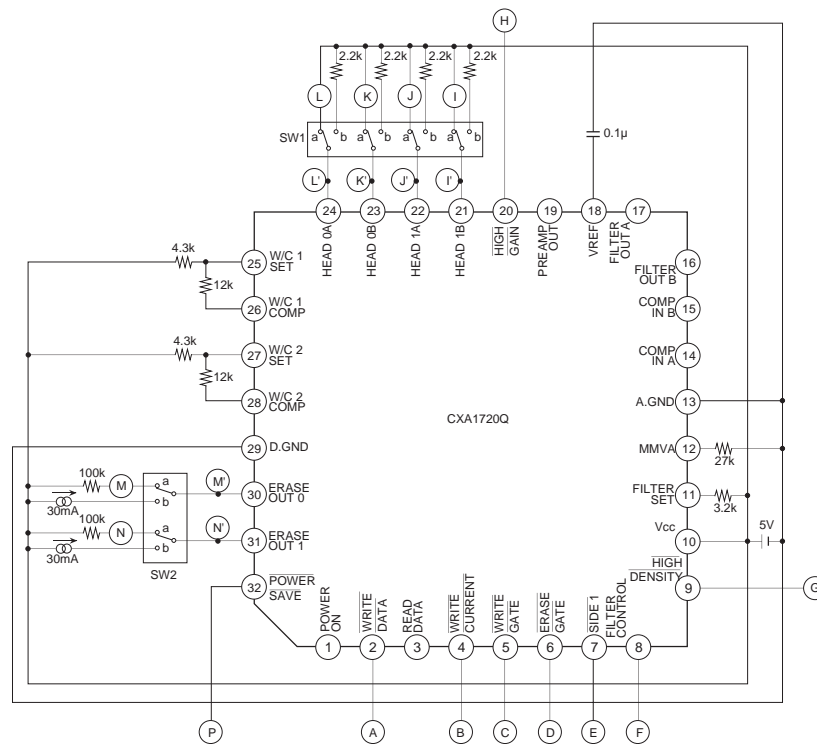 H
2.2k 2.2k 2.2k 2.2k
L K J I
SW1 a b a b a b a b
0.1μ
L' K' J' I'
24 23 22 21 20 19 18 17
HEAD 0A
HEAD 0B
HEAD 1A
HEAD 1B
HIGH
GAIN
PREAMP
OUT
VREF
FILTER
OUT A
4.3k
12k
25 W/C 1
SET
26 W/C 1
COMP
4.3k
12k
27 W/C 2
SET
28 W/C 2
COMP
29 D.GND
100k
M
30mA
a
b
M'
30 ERASE
OUT 0
100k
N
30mA
a
b
N'
31 ERASE
OUT 1
SW2
32 POWER
SAVE
CXA1720Q
16
FILTER
OUT B
COMP
IN B 15
COMP
IN A 14
A.GND 13
MMVA 12
27k
FILTER
SET 11
3.2k
Vcc 10
5V
HIGH
DENSITY 9
G
POWER
ON
WRITE
DATA
READ
DATA
WRITE
CURRENT
WRITE
GATE
ERASE
GATE
SIDE 1
FILTER
CONTROL
1 2 3 4 5 6 7 8
P A B C D E F